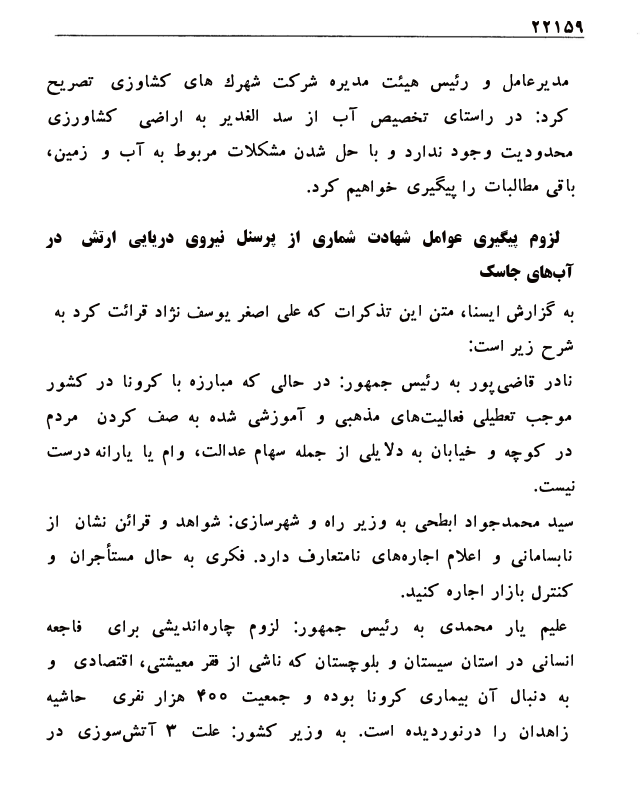 ۲۲۱۵۹
مدیرعامل و رئیس هیئت مدیره شرکت شهرك های کشاوزی تصریح
کرد: در راستای تخصیص آب از سد الغدیر به اراضی کشاورزی
محدودیت وجود ندارد و با حل شدن مشکلات مربوط به آب و زمین،
باقی مطالبات را پیگیری خواهیم کرد.
لزوم پیگیری عوامل شهادت شماری از پرسنل نیروی دریایی ارتش در
آب‌های جاسک
به گزارش ایسنا، متن این تذکرات که علی اصغر یوسف نژاد قرائت کرد به
شرح زیر است:
نادر قاضی‌پور به رئیس جمهور: در حالی که مبارزه با کرونا در کشور
موجب تعطیلی فعالیت‌های مذهبی و آموزشی شده به صف کردن مردم
در کوچه و خیابان به دلایلی از جمله سهام عدالت، وام یا یارانه درست
نیست.
سید محمدجواد ابطحی به وزیر راه و شهرسازی: شواهد و قرائن نشان از
نابسامانی و اعلام اجاره‌های نامتعارف دارد. فکری به حال مستأجران و
کنترل بازار اجاره کنید.
علیم یار محمدی به رئیس جمهور: لزوم چاره‌اندیشی برای فاجعه
انسانی در استان سیستان و بلوچستان که ناشی از فقر معیشتی، اقتصادی و
به دنبال آن بیماری کرونا بوده و جمعیت ۴۰۰ هزار نفری حاشیه
زاهدان را درنوردیده است. به وزیر کشور: علت ۳ آتش‌سوزی در